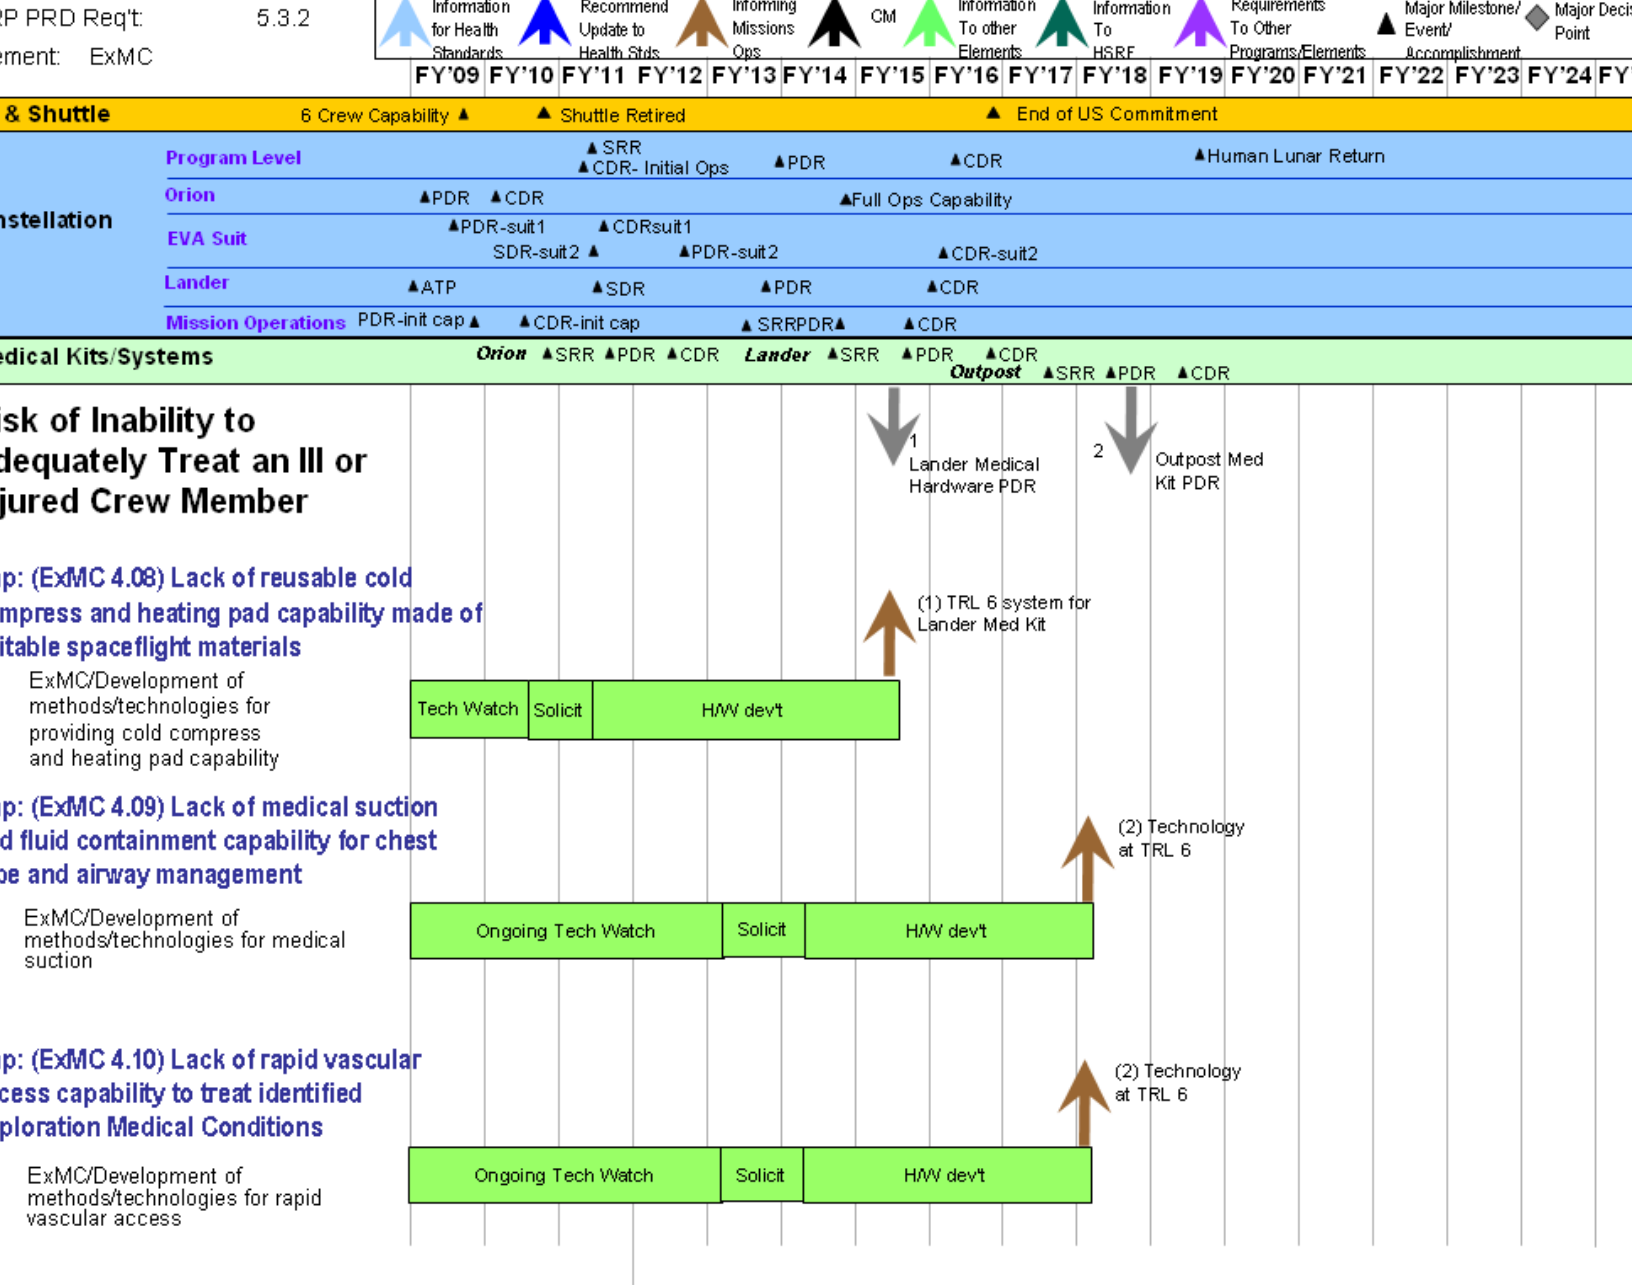 RP PRD Req't: 5.3.2
ement: ExMC
Information
for Health
Standards
Recommend
Update to
Health Stds
Informing
Missions
Ops
CM
Information
To other
Elements
Information
To
HSRF
Requirements
To Other
Programs/Elements
Major Milestone/
Event/
Accomplishment
Major Decis
Point
FY'09 FY'10 FY'11 FY'12 FY'13 FY'14 FY'15 FY'16 FY'17 FY'18 FY'19 FY'20 FY'21 FY'22 FY'23 FY'24 FY'
& Shuttle 6 Crew Capability Shuttle Retired End of US Commitment
nstellation
Program Level SRR
CDR- Initial Ops PDR CDR Human Lunar Return
Orion PDR CDR Full Ops Capability
EVA Suit PDR-suit1 CDRsuit1
SDR-suit2 PDR-suit2 CDR-suit2
Lander ATP SDR PDR CDR
Mission Operations PDR-init cap CDR-init cap SRRPDR CDR
edical Kits/Systems Orion SRR PDR CDR Lander SRR PDR CDR
Outpost SRR PDR CDR
isk of Inability to
dequately Treat an Ill or
jured Crew Member
1
Lander Medical
Hardware PDR
2
Outpost Med
Kit PDR
ap: (ExMC 4.08) Lack of reusable cold
mpress and heating pad capability made of
itable spaceflight materials
(1) TRL 6 system for
Lander Med Kit
ExMC/Development of
methods/technologies for
providing cold compress
and heating pad capability
Tech Watch Solicit H/W dev't
ap: (ExMC 4.09) Lack of medical suction
d fluid containment capability for chest
be and airway management
(2) Technology
at TRL 6
ExMC/Development of
methods/technologies for medical
suction
Ongoing Tech Watch Solicit H/W dev't
ap: (ExMC 4.10) Lack of rapid vascular
cess capability to treat identified
ploration Medical Conditions
(2) Technology
at TRL 6
ExMC/Development of
methods/technologies for rapid
vascular access
Ongoing Tech Watch Solicit H/W dev't